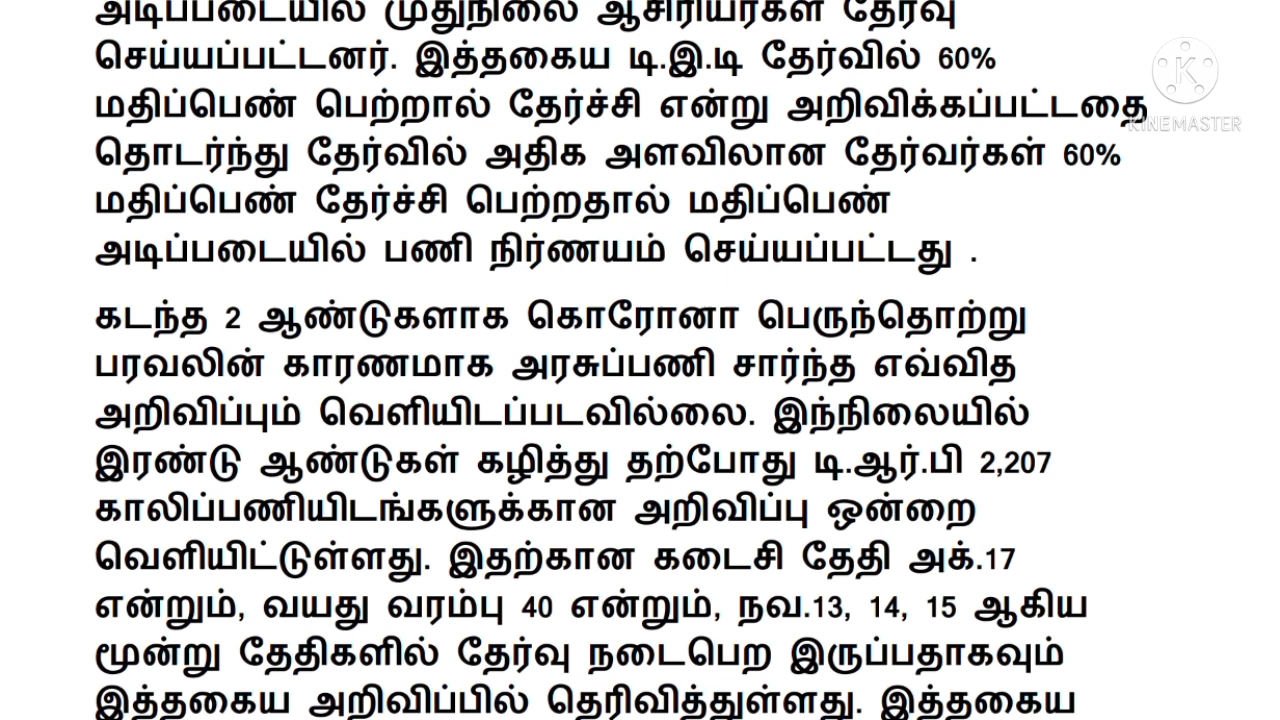 அடிப்படையில் முதுநிலை ஆசிரியர்கள் தேர்வு
செய்யப்பட்டனர். இத்தகைய டி.இ.டி தேர்வில் 60%
மதிப்பெண் பெற்றால் தேர்ச்சி என்று அறிவிக்கப்பட்டதை
KINEMASTER
தொடர்ந்து தேர்வில் அதிக அளவிலான தேர்வர்கள் 60%
மதிப்பெண் தேர்ச்சி பெற்றதால் மதிப்பெண்
அடிப்படையில் பணி நிர்ணயம் செய்யப்பட்டது .
கடந்த 2 ஆண்டுகளாக கொரோனா பெருந்தொற்று
பரவலின் காரணமாக அரசுப்பணி சார்ந்த எவ்வித
அறிவிப்பும் வெளியிடப்படவில்லை. இந்நிலையில்
இரண்டு ஆண்டுகள் கழித்து தற்போது டி.ஆர்.பி 2,207
காலிப்பணியிடங்களுக்கான அறிவிப்பு ஒன்றை
வெளியிட்டுள்ளது. இதற்கான கடைசி தேதி அக்.17
என்றும், வயது வரம்பு 40 என்றும், நவ.13, 14, 15 ஆகிய
மூன்று தேதிகளில் தேர்வு நடைபெற இருப்பதாகவும்
இத்தகைய அறிவிப்பில் தெரிவித்துள்ளது. இத்தகைய